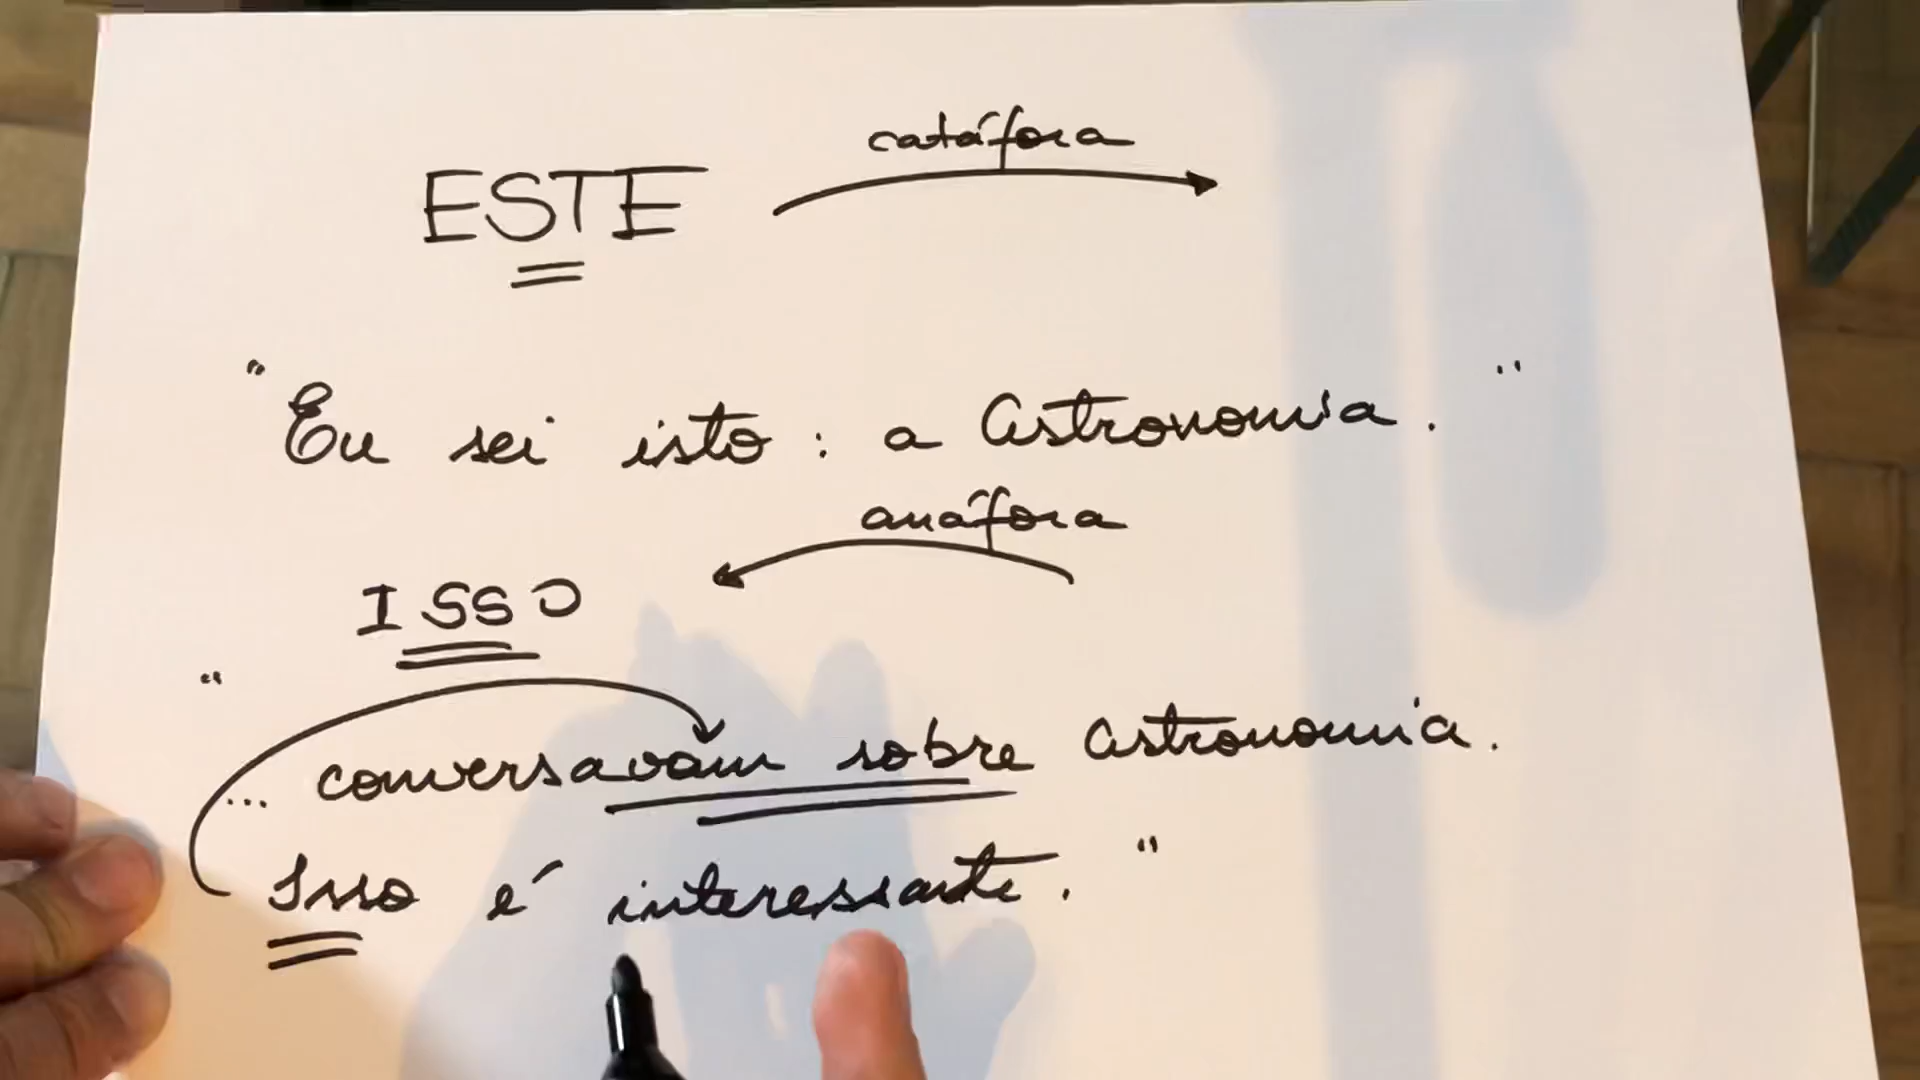 catáfora
ESTE
"Eu sei isto: a Astronomia."
anáfora
ISSO
"... conversavam sobre Astronomia.
Isso é interessante."